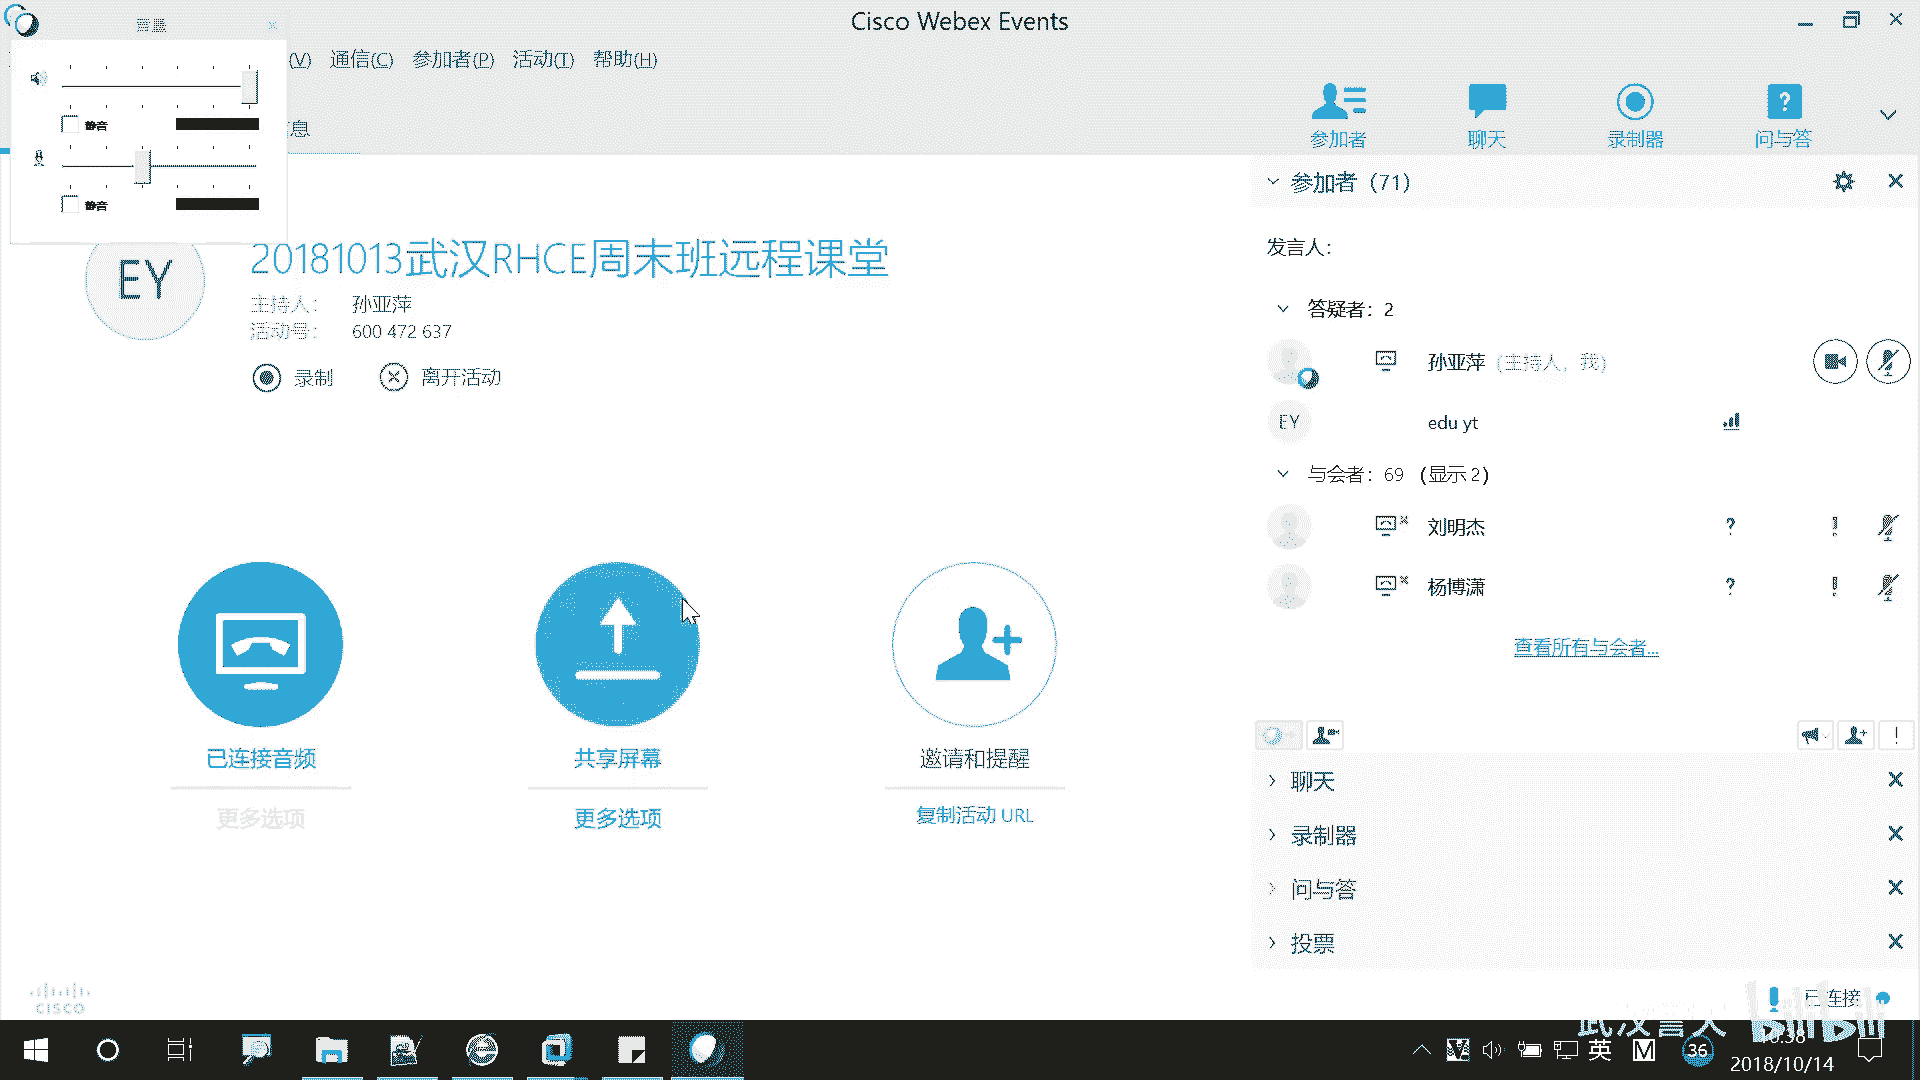 Cisco Webex Events
音量
(V) 通信(C) 参加者(P) 活动(T) 帮助(H)
静音
息
静音
参加者
聊天
录制器
问与答
EY
20181013武汉RHCE周末班远程课堂
主持人： 孙亚萍
活动号： 600 472 637
录制 离开活动
已连接音频
更多选项
共享屏幕
更多选项
邀请和提醒
复制活动 URL
参加者 (71)
发言人：
答疑者：2
孙亚萍 (主持人，我)
EY edu yt
与会者：69 (显示 2)
刘明杰
杨博潇
查看所有与会者...
聊天
录制器
问与答
投票
已连接
CISCO
bilibili
英
M
36
2018/10/14